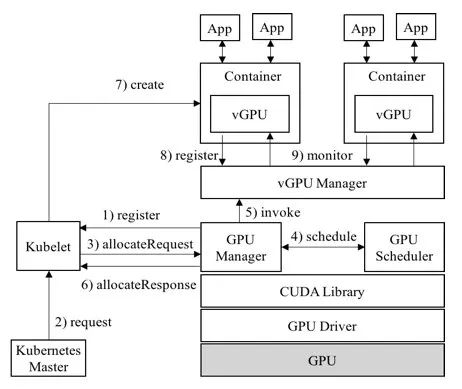 App
App
App
App
7) create
Container
Container
vGPU
vGPU
8) register
9) monitor
vGPU Manager
1) register
5) invoke
Kubelet
3) allocateRequest
GPU
Manager
4) schedule
GPU
Scheduler
6) allocateResponse
CUDA Library
2) request
GPU Driver
Kubernetes
Master
GPU